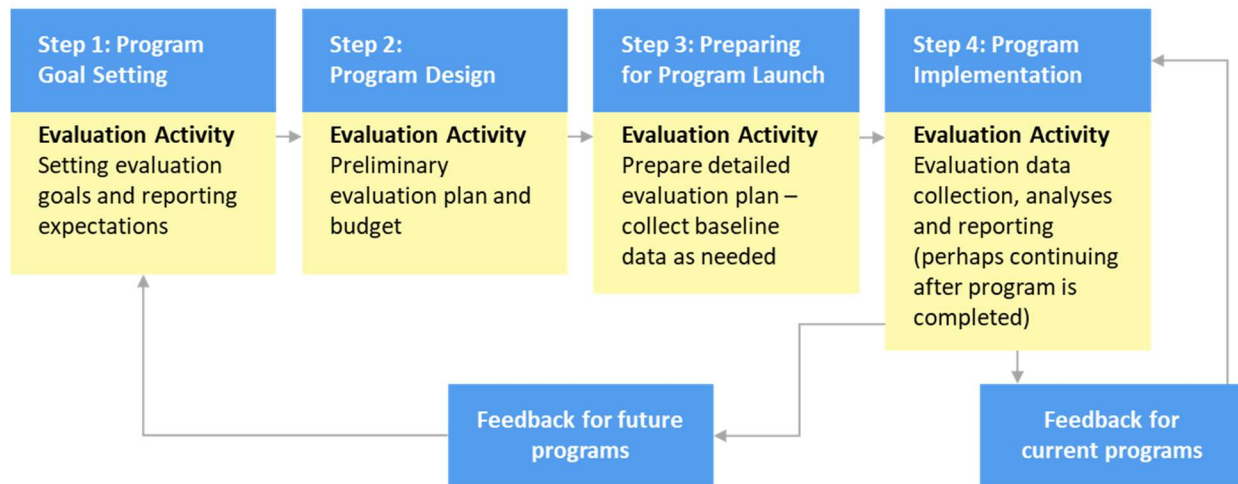 Step 1: Program
Goal Setting
Evaluation Activity
Setting evaluation
goals and reporting
expectations
Step 2:
Program Design
Evaluation Activity
Preliminary
evaluation plan and
budget
Step 3: Preparing
for Program Launch
Evaluation Activity
Prepare detailed
evaluation plan –
collect baseline
data as needed
Step 4: Program
Implementation
Evaluation Activity
Evaluation data
collection, analyses
and reporting
(perhaps continuing
after program is
completed)
Feedback for future
programs
Feedback for
current programs